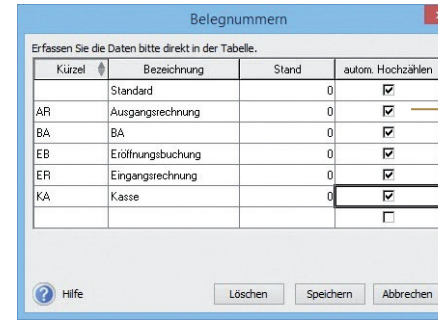 Belegnummern
Erfassen Sie die Daten bitte direkt in der Tabelle.
Kürzel Bezeichnung Stand autom. Hochzählen
Standard 0
AR Ausgangsrechnung 0
BA BA 0
EB Eröffnungsbuchung 0
ER Eingangsrechnung 0
KA Kasse 0
Hilfe Löschen Speichern Abbrechen